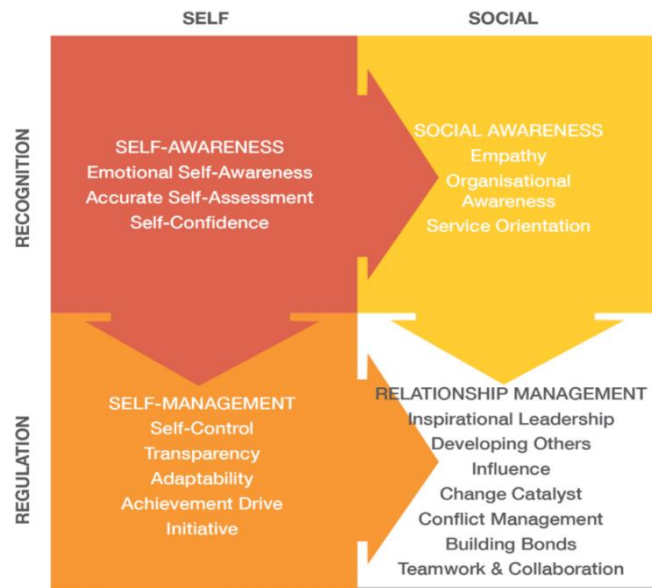 SELF
SOCIAL
RECOGNITION
SELF-AWARENESS
Emotional Self-Awareness
Accurate Self-Assessment
Self-Confidence
SOCIAL AWARENESS
Empathy
Organisational
Awareness
Service Orientation
REGULATION
SELF-MANAGEMENT
Self-Control
Transparency
Adaptability
Achievement Drive
Initiative
RELATIONSHIP MANAGEMENT
Inspirational Leadership
Developing Others
Influence
Change Catalyst
Conflict Management
Building Bonds
Teamwork & Collaboration